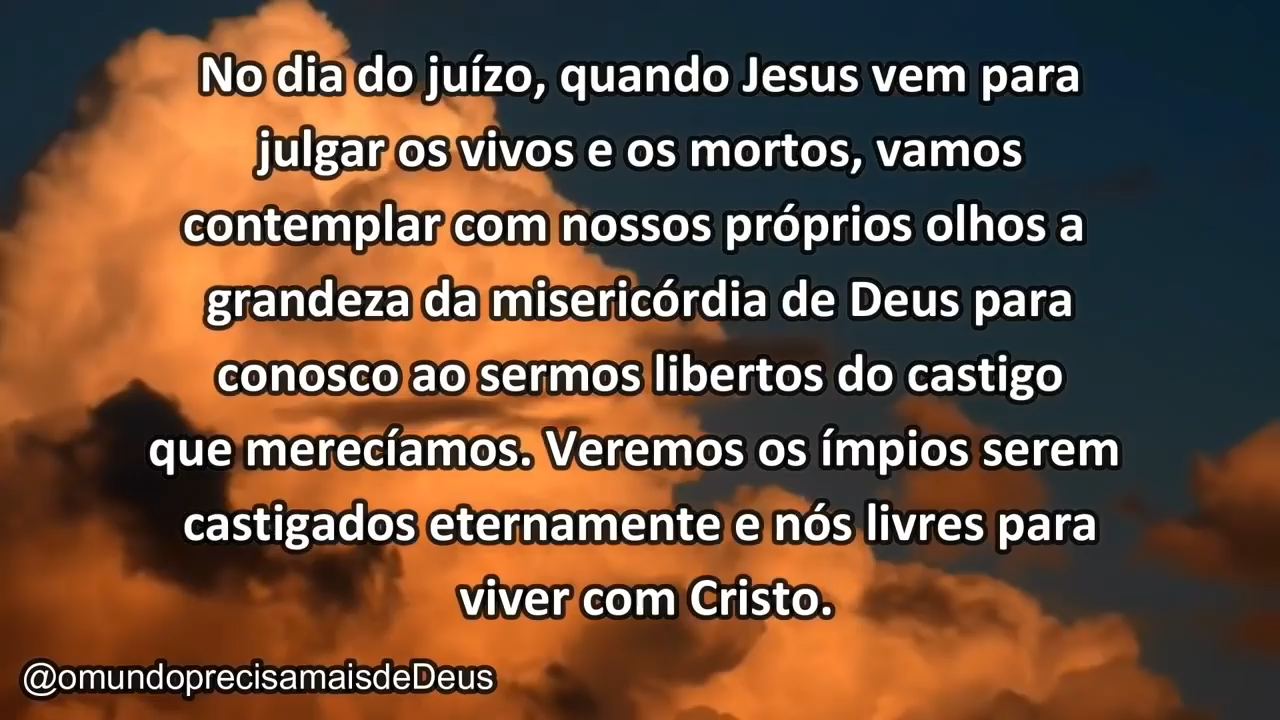 No dia do juízo, quando Jesus vem para
julgar os vivos e os mortos, vamos
contemplar com nossos próprios olhos a
grandeza da misericórdia de Deus para
conosco ao sermos libertos do castigo
que merecíamos. Veremos os ímpios serem
castigados eternamente e nós livres para
viver com Cristo.
@omundoprecisamaisdeDeus